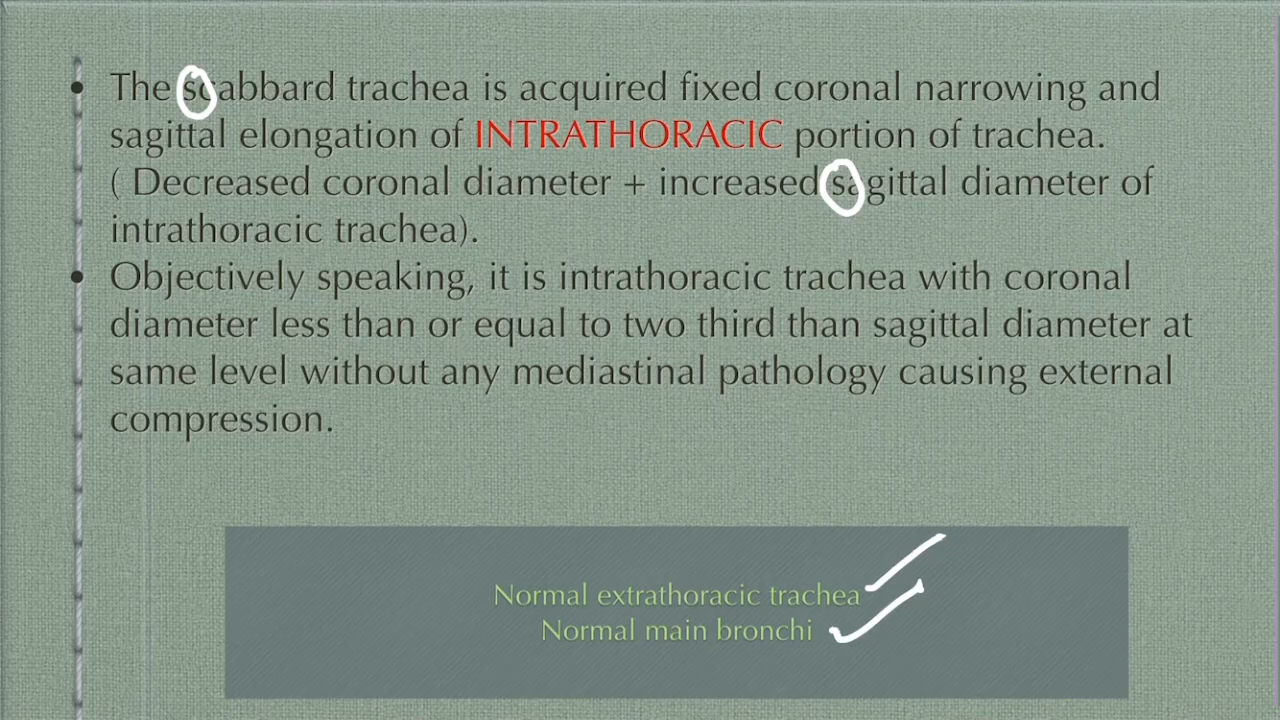 • The scabbard trachea is acquired fixed coronal narrowing and
sagittal elongation of INTRATHORACIC portion of trachea.
( Decreased coronal diameter + increased sagittal diameter of
intrathoracic trachea).
• Objectively speaking, it is intrathoracic trachea with coronal
diameter less than or equal to two third than sagittal diameter at
same level without any mediastinal pathology causing external
compression.
Normal extrathoracic trachea
Normal main bronchi